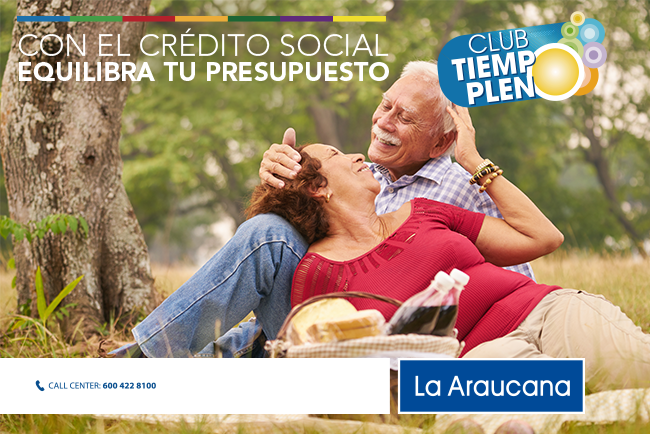 CON EL CRÉDITO SOCIAL
EQUILIBRA TU PRESUPUESTO
CLUB
TIEMPO
PLENO
CALL CENTER: 600 422 8100
La Araucana